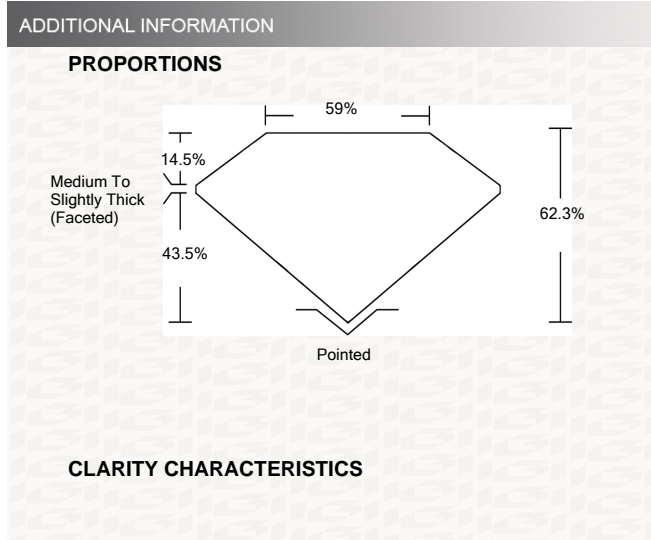 ADDITIONAL INFORMATION
PROPORTIONS
59%
14.5%
Medium To
Slightly Thick
(Faceted)
62.3%
43.5%
Pointed
CLARITY CHARACTERISTICS